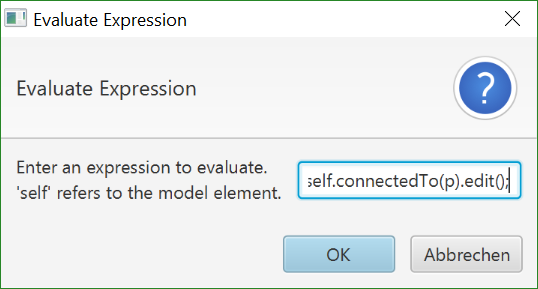 Evaluate Expression
Evaluate Expression
?
Enter an expression to evaluate.
'self' refers to the model element.
self.connectedTo(p).edit();
OK
Abbrechen